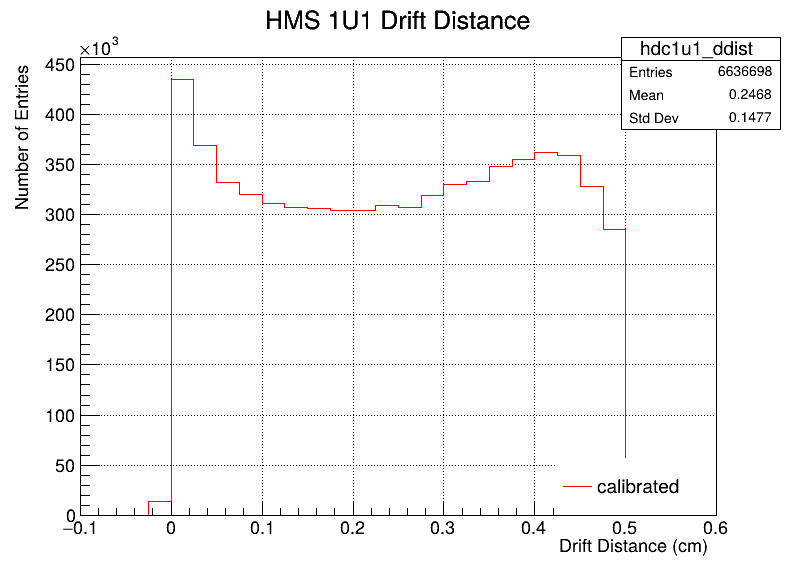 HMS 1U1 Drift Distance
×10³
hdc1u1_ddist
Entries 6636698
Mean 0.2468
Std Dev 0.1477
Number of Entries
450
400
350
300
250
200
150
100
50
0
calibrated
−0.1 0 0.1 0.2 0.3 0.4 0.5 0.6
Drift Distance (cm)